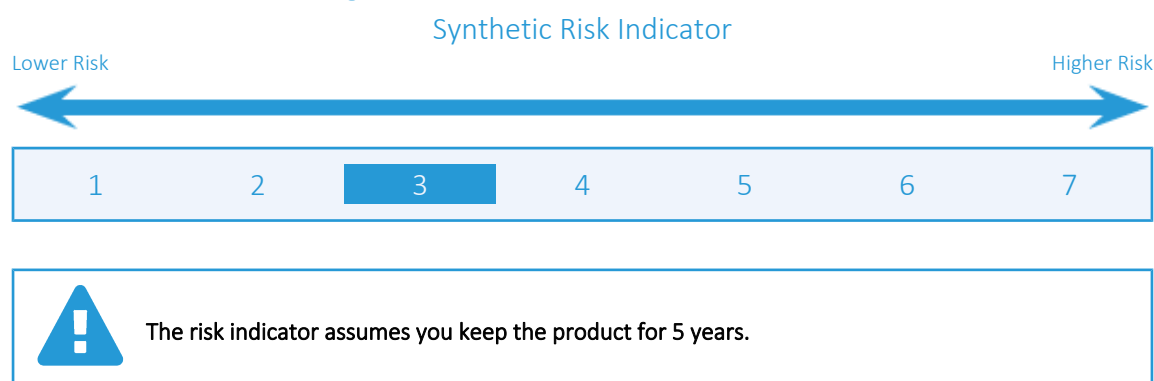 Synthetic Risk Indicator
Lower Risk Higher Risk
1 2 3 4 5 6 7
The risk indicator assumes you keep the product for 5 years.